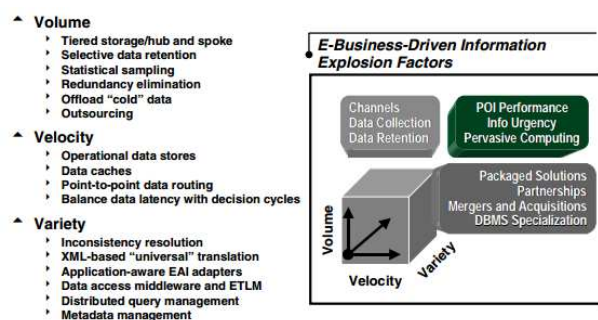 Volume
Tiered storage/hub and spoke
Selective data retention
Statistical sampling
Redundancy elimination
Offload “cold” data
Outsourcing
Velocity
Operational data stores
Data caches
Point-to-point data routing
Balance data latency with decision cycles
Variety
Inconsistency resolution
XML-based “universal” translation
Application-aware EAI adapters
Data access middleware and ETLM
Distributed query management
Metadata management
E-Business-Driven Information
Explosion Factors
Channels
Data Collection
Data Retention
POI Performance
Info Urgency
Pervasive Computing
Packaged Solutions
Partnerships
Mergers and Acquisitions
DBMS Specialization
Volume
Velocity
Variety